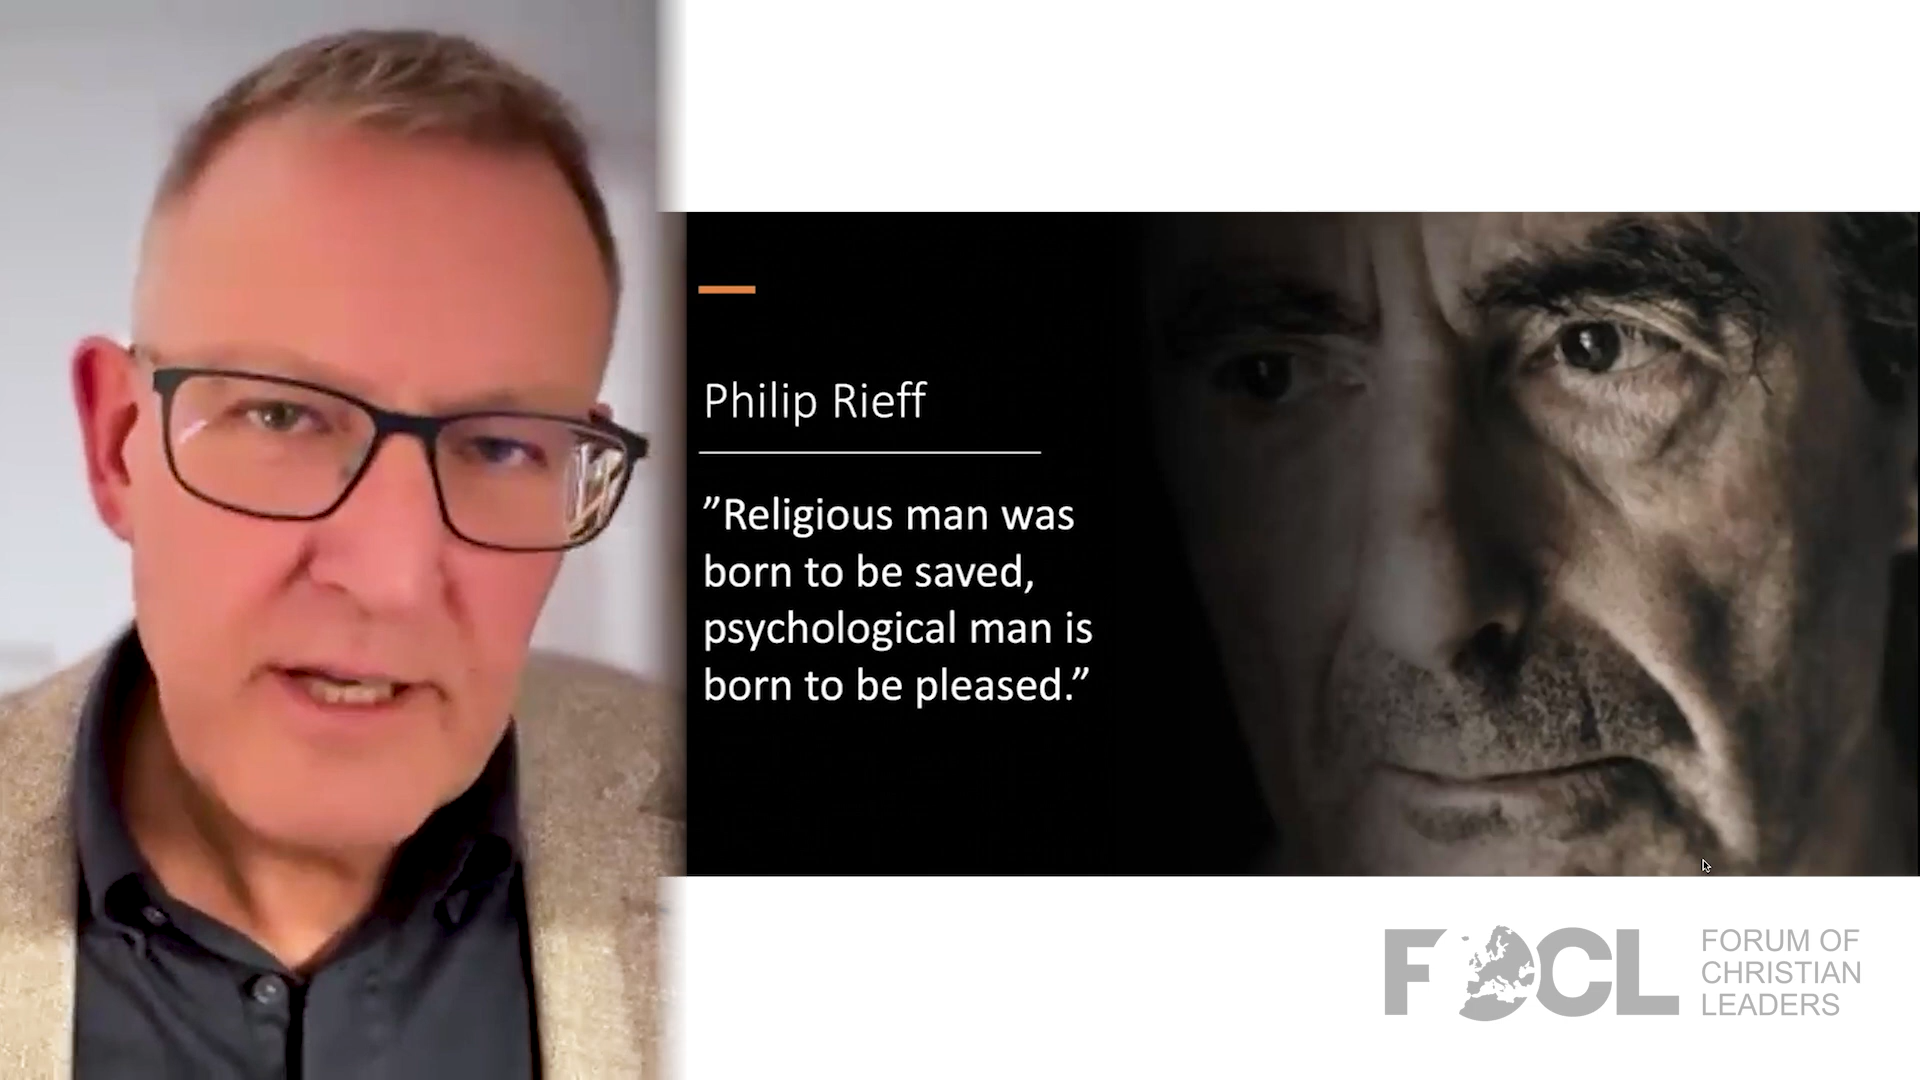 Philip Rieff
”Religious man was
born to be saved,
psychological man is
born to be pleased.”
FOCL
FORUM OF
CHRISTIAN
LEADERS